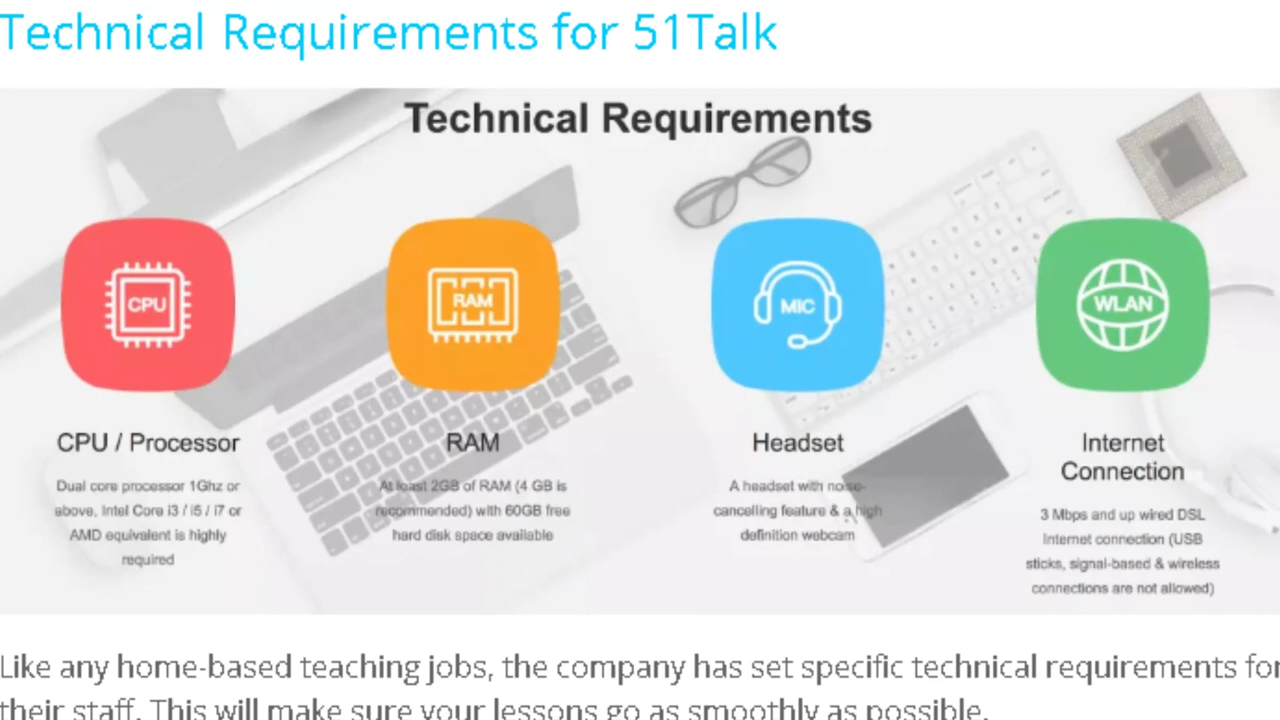 Technical Requirements for 51Talk
Technical Requirements
CPU
RAM
MIC
WLAN
CPU / Processor
Dual core processor 1Ghz or
above, Intel Core i3 / i5 / i7 or
AMD equivalent is highly
required
RAM
At least 2GB of RAM (4 GB is
recommended) with 60GB free
hard disk space available
Headset
A headset with noise-
cancelling feature & a high
definition webcam
Internet
Connection
3 Mbps and up wired DSL
Internet connection (USB
sticks, signal-based & wireless
connections are not allowed)
Like any home-based teaching jobs, the company has set specific technical requirements for
their staff. This will make sure your lessons go as smoothly as possible.